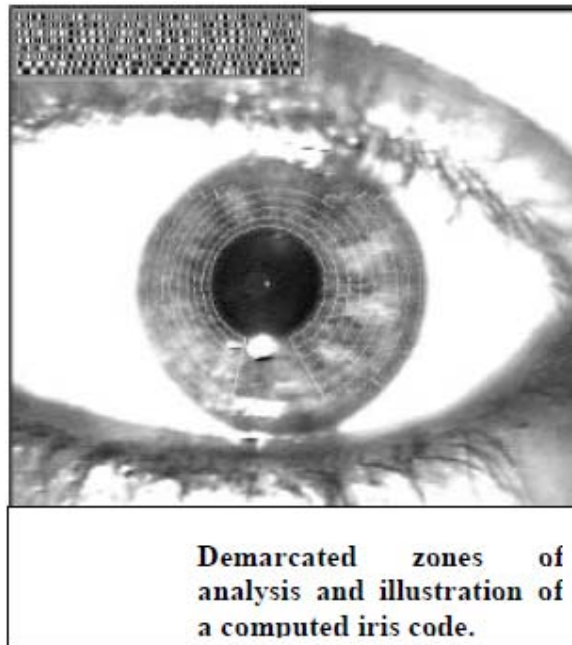 Demarcated zones of
analysis and illustration of
a computed iris code.